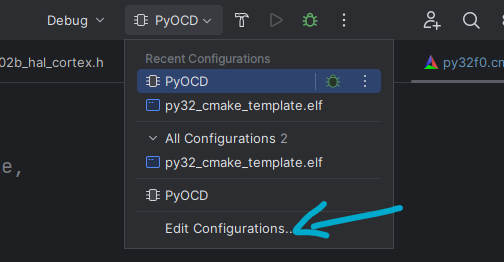 Debug
PyOCD
02b_hal_cortex.h
py32f0.cm
Recent Configurations
PyOCD
py32_cmake_template.elf
All Configurations 2
py32_cmake_template.elf
e,
PyOCD
Edit Configurations...